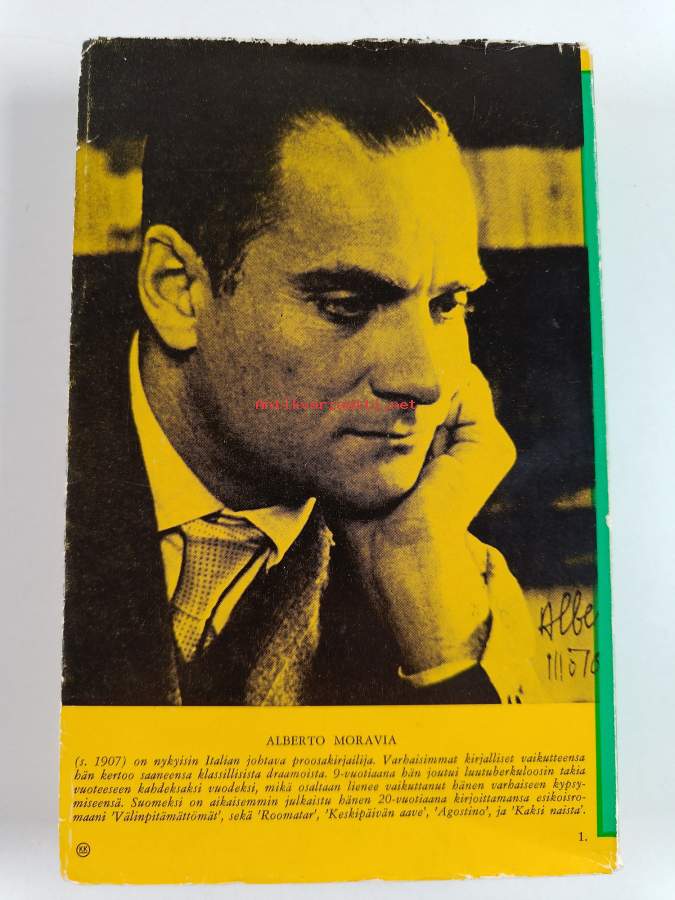 Antikvariaatti.net
Albe
ALBERTO MORAVIA
(s. 1907) on nykyisin Italian johtava proosakirjailija. Varhaisimmat kirjalliset vaikutteensa
hän kertoo saaneensa klassillisista draamoista. 9-vuotiaana hän joutui luutuberkuloosin takia
vuoteeseen kahdeksaksi vuodeksi, mikä osaltaan lienee vaikuttanut hänen varhaiseen kypsy-
miseensä. Suomeksi on aikaisemmin julkaistu hänen 20-vuotiaana kirjoittamansa esikoisro-
maani 'Välinpitämättömät', sekä 'Roomatar', 'Keskipäivän aave', 'Agostino', ja 'Kaksi naista'.
KK
1.